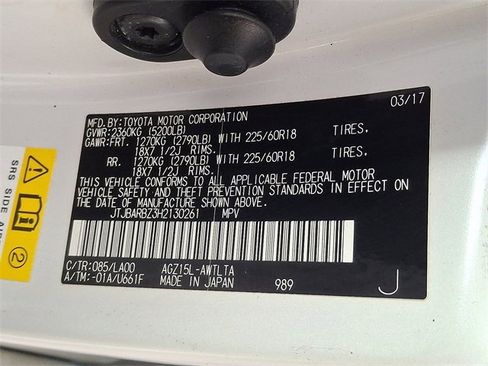 03/17
MFD.BY:TOYOTA MOTOR CORPORATION
GVWR:2360KG (5200LB)
GAWR:FRT. 1270KG (2790LB) WITH 225/60R18 TIRES,
18X7 1/2J RIMS.
RR. 1270KG (2790LB) WITH 225/60R18 TIRES,
18X7 1/2J RIMS.
THIS VEHICLE CONFORMS TO ALL APPLICABLE FEDERAL MOTOR
VEHICLE SAFETY AND THEFT PREVENTION STANDARDS IN EFFECT ON
THE DATE OF MANUFACTURE SHOWN ABOVE.
JTJBARBZ3H2130261 MPV
C/TR:085/LA00 AGZ15L-AWTLTA
A/TM:-01A/U661F MADE IN JAPAN 989 J
SRS SIDE AIR
2